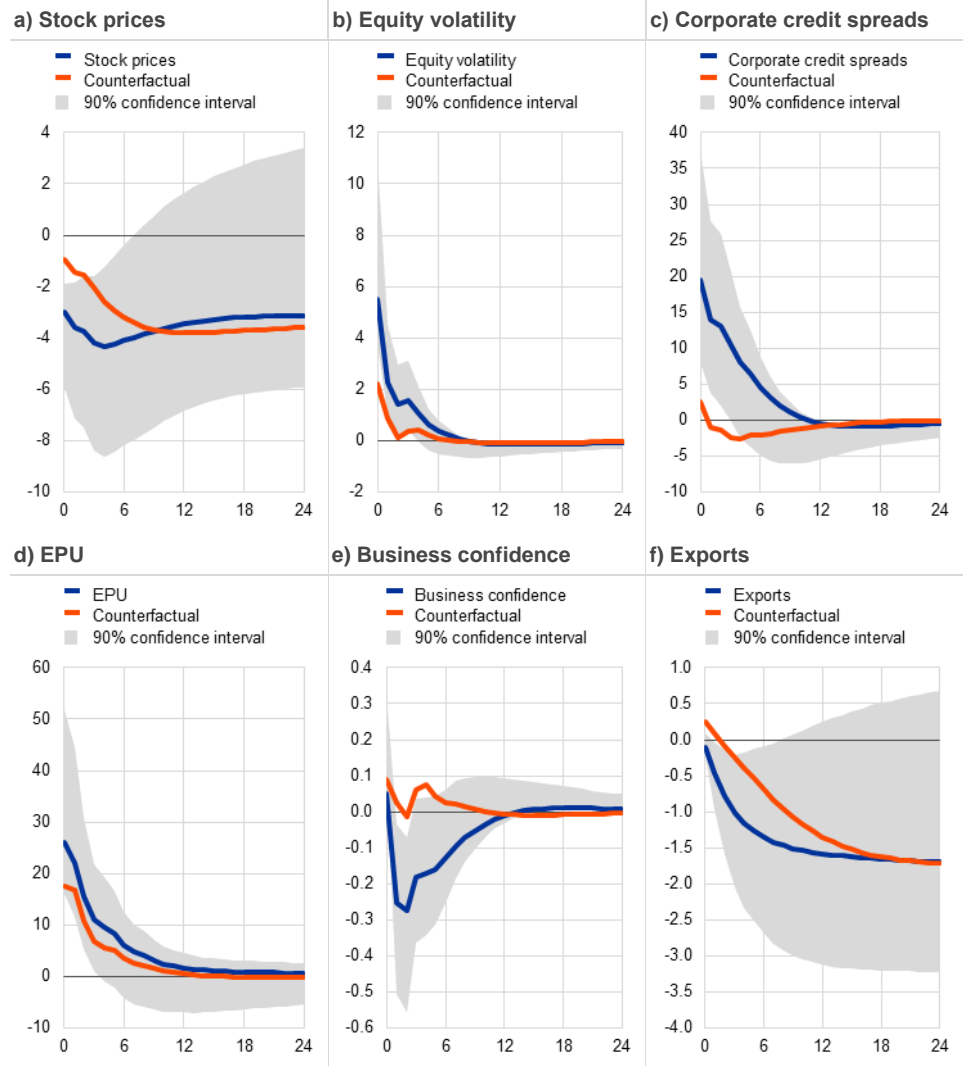 a) Stock prices
Stock prices
Counterfactual
90% confidence interval
4
2
0
-2
-4
-6
-8
-10
0 6 12 18 24
b) Equity volatility
Equity volatility
Counterfactual
90% confidence interval
12
10
8
6
4
2
0
-2
0 6 12 18 24
c) Corporate credit spreads
Corporate credit spreads
Counterfactual
90% confidence interval
40
35
30
25
20
15
10
5
0
-5
-10
0 6 12 18 24
d) EPU
EPU
Counterfactual
90% confidence interval
60
50
40
30
20
10
0
-10
0 6 12 18 24
e) Business confidence
Business confidence
Counterfactual
90% confidence interval
0.4
0.3
0.2
0.1
0.0
-0.1
-0.2
-0.3
-0.4
-0.5
-0.6
0 6 12 18 24
f) Exports
Exports
Counterfactual
90% confidence interval
1.0
0.5
0.0
-0.5
-1.0
-1.5
-2.0
-2.5
-3.0
-3.5
-4.0
0 6 12 18 24